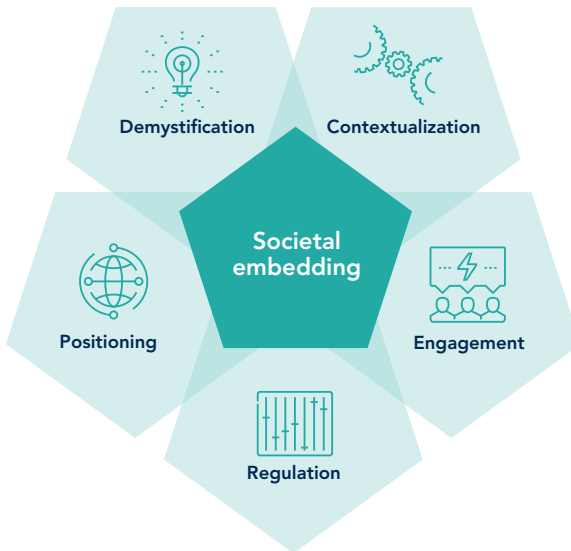 Demystification
Contextualization
Societal
embedding
Positioning
Engagement
Regulation